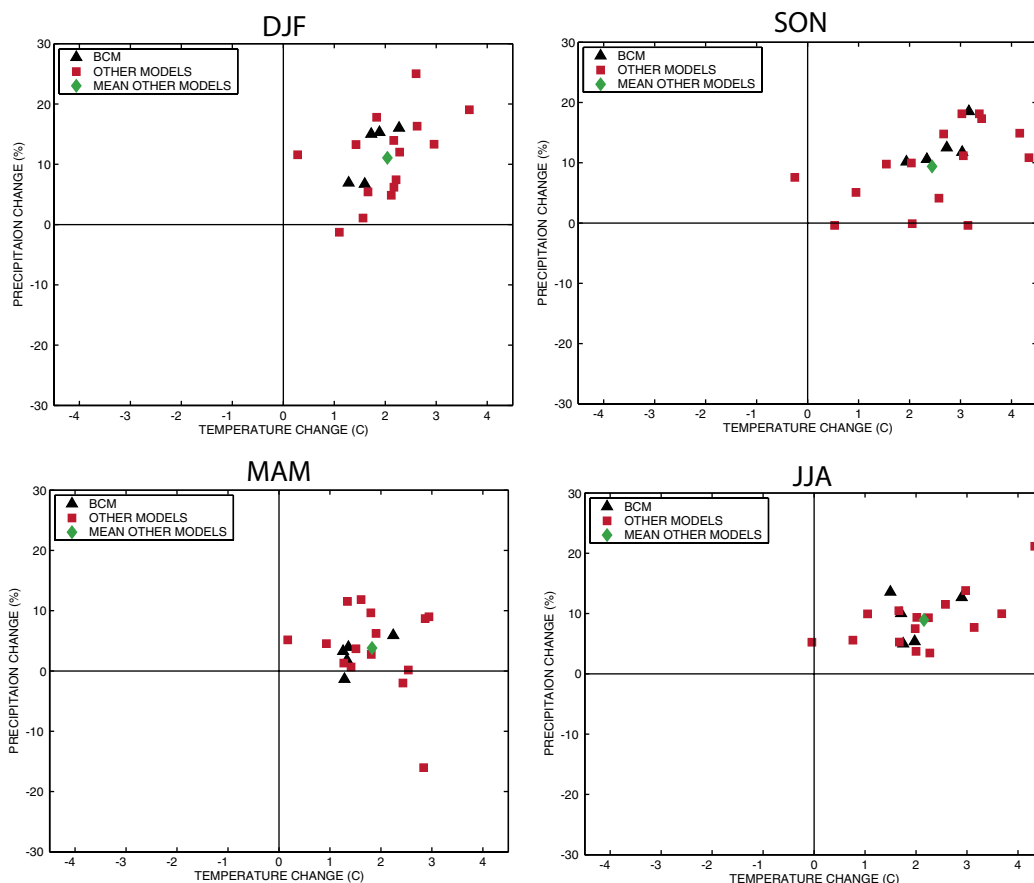 DJF
BCM
OTHER MODELS
MEAN OTHER MODELS
30
20
10
0
-10
-20
-30
PRECIPITAION CHANGE (%)
-4 -3 -2 -1 0 1 2 3 4
TEMPERATURE CHANGE (C)
SON
BCM
OTHER MODELS
MEAN OTHER MODELS
30
20
10
0
-10
-20
-30
PRECIPITAION CHANGE (%)
-4 -3 -2 -1 0 1 2 3 4
TEMPERATURE CHANGE (C)
MAM
BCM
OTHER MODELS
MEAN OTHER MODELS
30
20
10
0
-10
-20
-30
PRECIPITAION CHANGE (%)
-4 -3 -2 -1 0 1 2 3 4
TEMPERATURE CHANGE (C)
JJA
BCM
OTHER MODELS
MEAN OTHER MODELS
30
20
10
0
-10
-20
-30
PRECIPITAION CHANGE (%)
-4 -3 -2 -1 0 1 2 3 4
TEMPERATURE CHANGE (C)